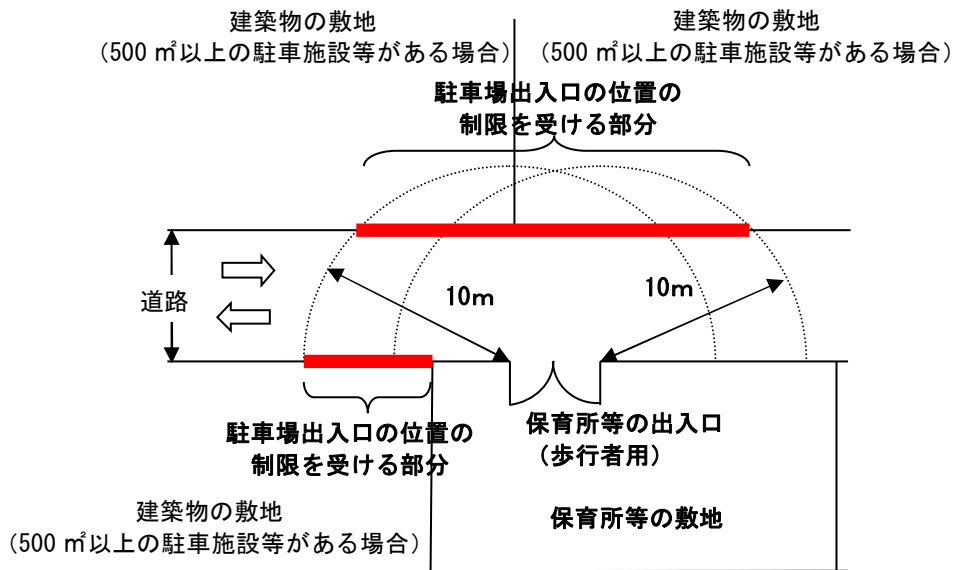 建築物の敷地
(500 ㎡以上の駐車施設等がある場合)
建築物の敷地
(500 ㎡以上の駐車施設等がある場合)
駐車場出入口の位置の
制限を受ける部分
道路
10m
10m
駐車場出入口の位置の
制限を受ける部分
保育所等の出入口
(歩行者用)
建築物の敷地
(500 ㎡以上の駐車施設等がある場合)
保育所等の敷地